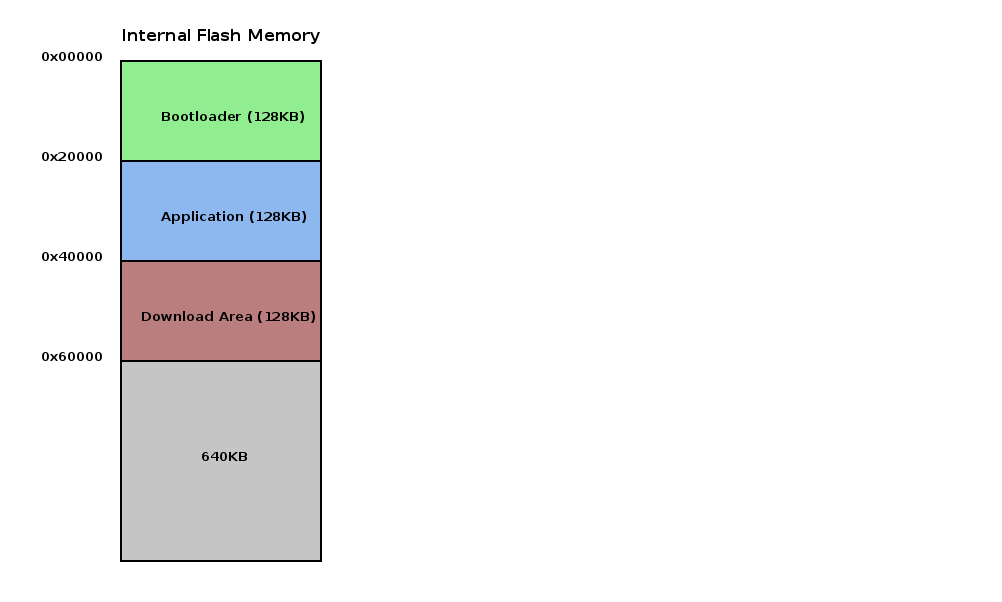 Internal Flash Memory
0x00000
Bootloader (128KB)
0x20000
Application (128KB)
0x40000
Download Area (128KB)
0x60000
640KB